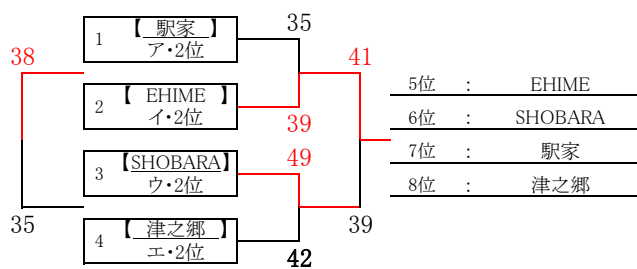 1 【 駅家 】 35
ア・2位
38 41
2 【 EHIME 】
イ・2位 39
3 【SHOBARA】 49
ウ・2位
35 39
4 【 津之郷 】
エ・2位 42
5位 : EHIME
6位 : SHOBARA
7位 : 駅家
8位 : 津之郷